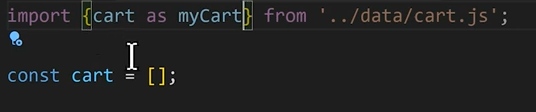 import {cart as myCart} from '../data/cart.js';
const cart = [];